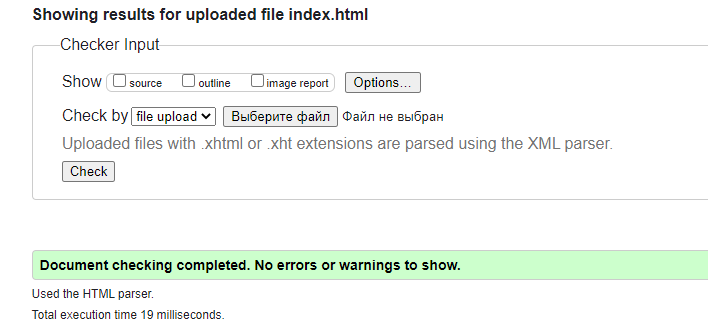 Showing results for uploaded file index.html
Checker Input
Show source outline image report Options...
Check by file upload Выберите файл Файл не выбран
Uploaded files with .xhtml or .xht extensions are parsed using the XML parser.
Check
Document checking completed. No errors or warnings to show.
Used the HTML parser.
Total execution time 19 milliseconds.